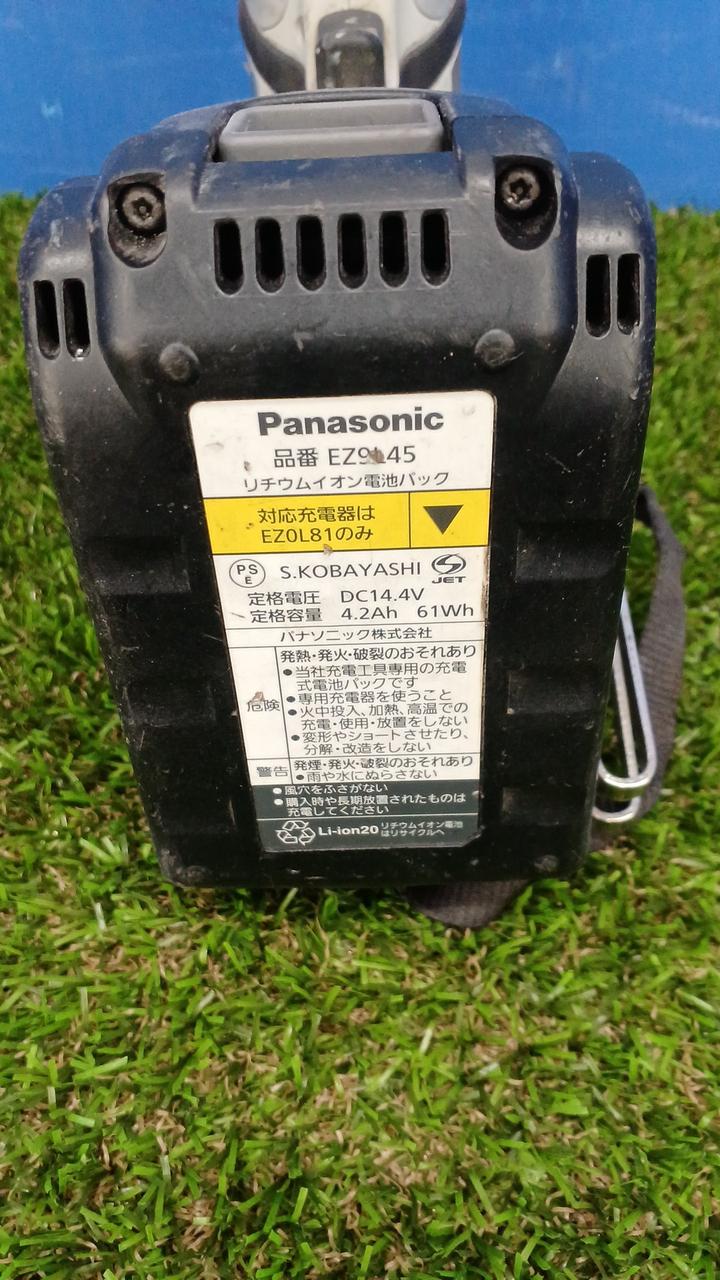 Panasonic
品番 EZ9L45
リチウムイオン電池パック
対応充電器は
EZ0L81のみ
PS
E
S.KOBAYASHI
JET
定格電圧 DC14.4V
定格容量 4.2Ah 61Wh
パナソニック株式会社
危険
発熱・発火・破裂のおそれあり
●当社充電工具専用の充電
式電池パックです
●専用充電器を使うこと
●火中投入、加熱、高温での
充電・使用・放置をしない
●変形やショートさせたり、
分解・改造をしない
警告
発煙・発火・破裂のおそれあり
●雨や水にぬらさない
●風穴をふさがない
●購入時や長期放置されたものは
充電してください
Li-ion20
リチウムイオン電池
はリサイクルへ